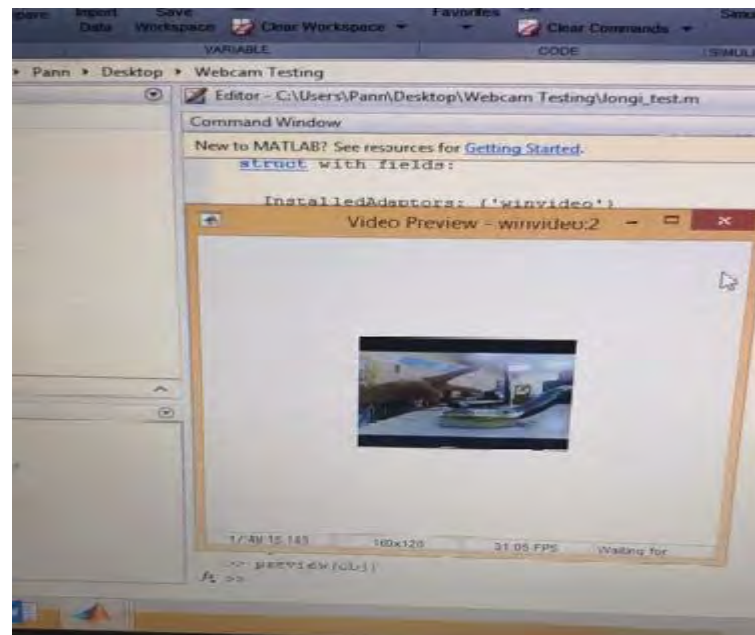 Import Save Favorites
Data Workspace Clear Workspace Clear Commands
VARIABLE CODE
Pann Desktop Webcam Testing
Editor - C:\Users\Pann\Desktop\Webcam Testing\longi_test.m
Command Window
New to MATLAB? See resources for Getting Started.
struct with fields:
InstalledAdaptors: {'winvideo'}
Video Preview - winvideo:2
160x120 31.05 FPS Waiting for
>> preview(obj)
fx >>